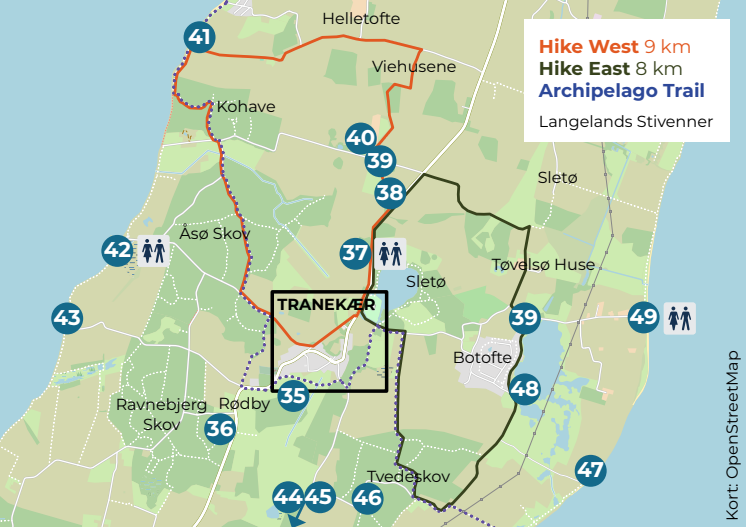 Helletofte
41
Hike West 9 km
Hike East 8 km
Archipelago Trail
Langelands Stivenner
Viehusene
Kohave
40
39
38
Sletø
Åsø Skov
42
37
Tøvelsø Huse
Sletø
TRANEKÆR
43
39
49
Botofte
48
35
Ravnebjerg
Skov
Rødby
36
Tvedeskov
47
44
45
46
Kort: OpenStreetMap